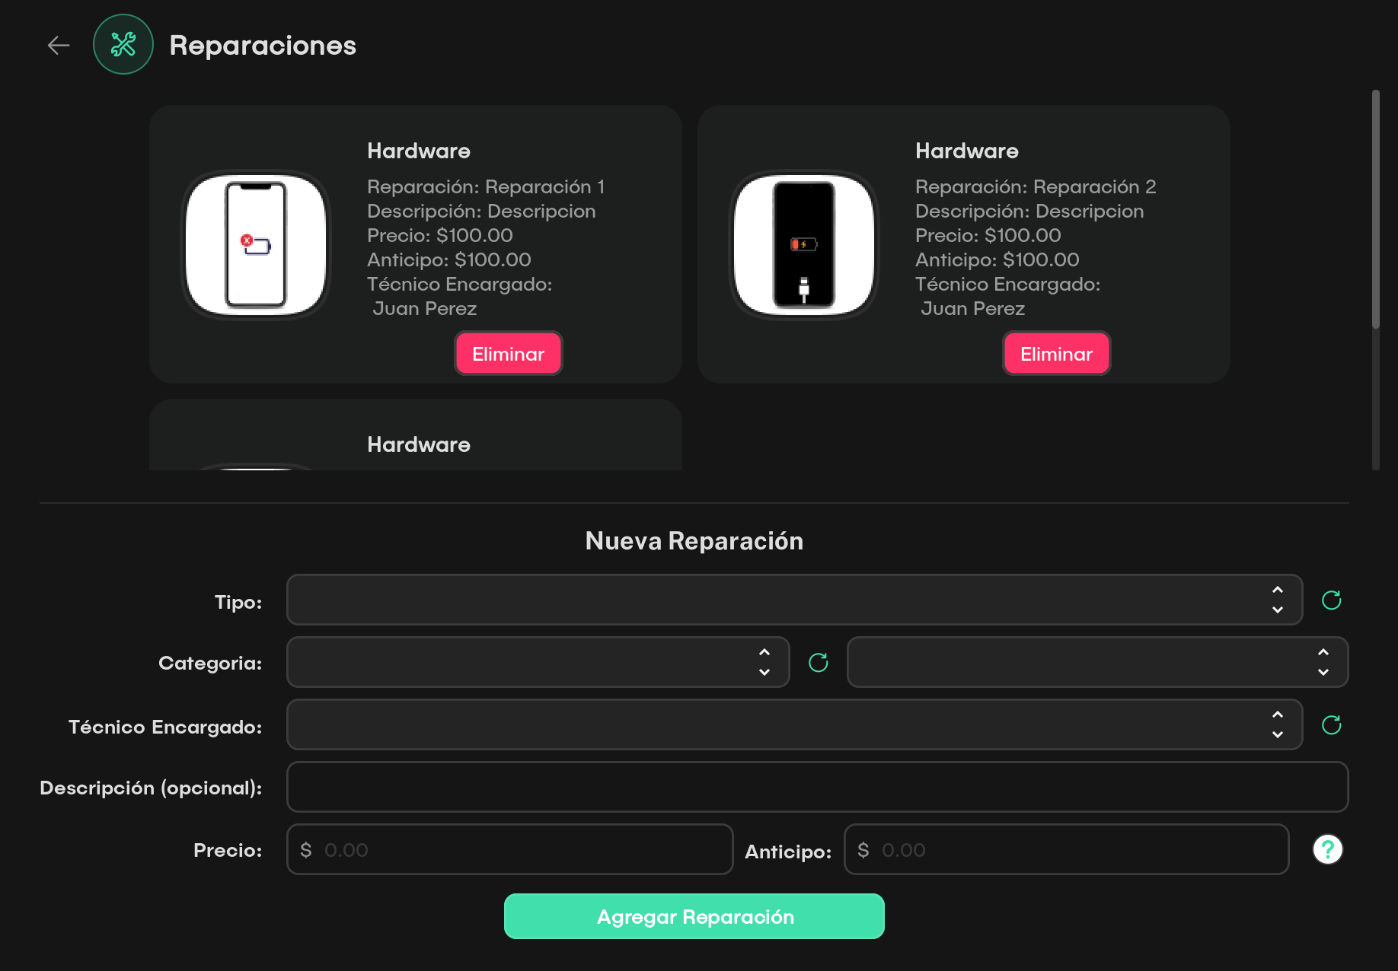 Reparaciones
Hardware
Reparación: Reparación 1
Descripción: Descripcion
Precio: $100.00
Anticipo: $100.00
Técnico Encargado:
Juan Perez
Eliminar
Hardware
Reparación: Reparación 2
Descripción: Descripcion
Precio: $100.00
Anticipo: $100.00
Técnico Encargado:
Juan Perez
Eliminar
Hardware
Nueva Reparación
Tipo:
Categoria:
Técnico Encargado:
Descripción (opcional):
Precio: $ 0.00 Anticipo: $ 0.00 ?
Agregar Reparación